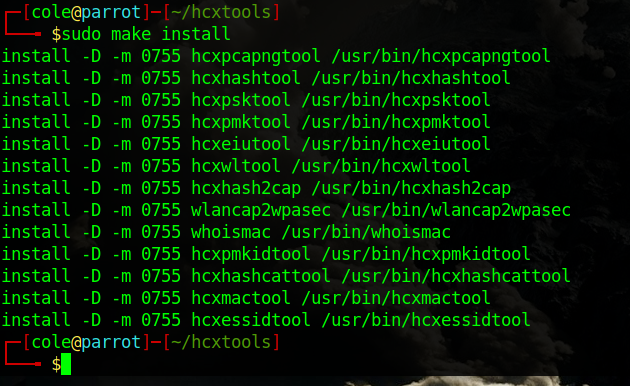 ┌─[cole@parrot]─[~/hcxtools]
└──╼ $sudo make install
install -D -m 0755 hcxpcapngtool /usr/bin/hcxpcapngtool
install -D -m 0755 hcxhashtool /usr/bin/hcxhashtool
install -D -m 0755 hcxpsktool /usr/bin/hcxpsktool
install -D -m 0755 hcxpmktool /usr/bin/hcxpmktool
install -D -m 0755 hcxeiutool /usr/bin/hcxeiutool
install -D -m 0755 hcxwltool /usr/bin/hcxwltool
install -D -m 0755 hcxhash2cap /usr/bin/hcxhash2cap
install -D -m 0755 wlancap2wpasec /usr/bin/wlancap2wpasec
install -D -m 0755 whoismac /usr/bin/whoismac
install -D -m 0755 hcxpmkidtool /usr/bin/hcxpmkidtool
install -D -m 0755 hcxhashcattool /usr/bin/hcxhashcattool
install -D -m 0755 hcxmactool /usr/bin/hcxmactool
install -D -m 0755 hcxessidtool /usr/bin/hcxessidtool
┌─[cole@parrot]─[~/hcxtools]
└──╼ $